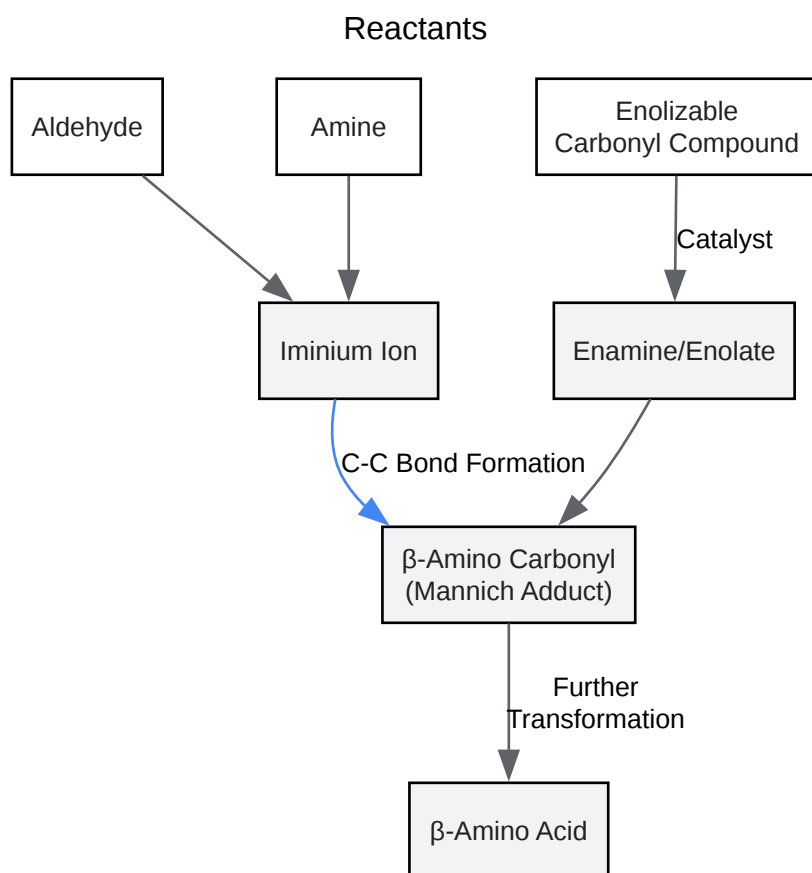 Reactants
Aldehyde
Amine
Enolizable
Carbonyl Compound
Catalyst
Iminium Ion
Enamine/Enolate
C-C Bond Formation
β-Amino Carbonyl
(Mannich Adduct)
Further
Transformation
β-Amino Acid